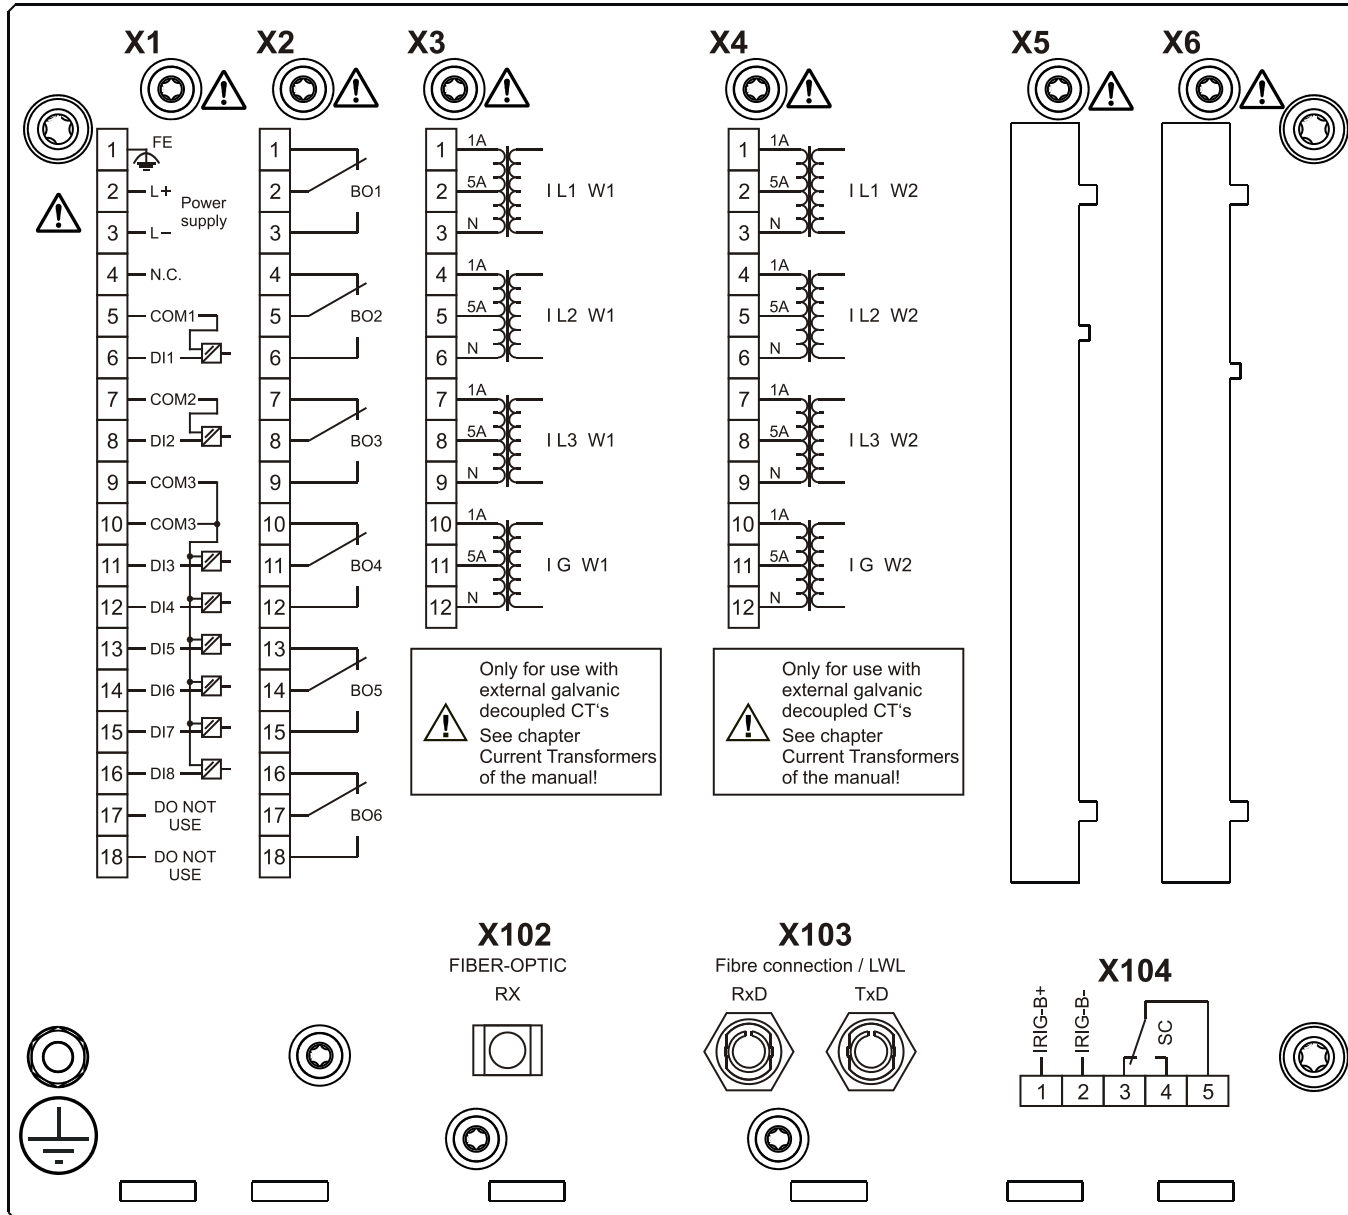 X1 X2 X3 X4 X5 X6
1 FE
2 L+
Power
supply
3 L–
4 N.C.
5 COM1
6 DI1
7 COM2
8 DI2
9 COM3
10 COM3
11 DI3
12 DI4
13 DI5
14 DI6
15 DI7
16 DI8
17 DO NOT
USE
18 DO NOT
USE
1
2 BO1
3
4
5 BO2
6
7
8 BO3
9
10
11 BO4
12
13
14 BO5
15
16
17 BO6
18
1 1A
2 5A I L1 W1
3 N
4 1A
5 5A I L2 W1
6 N
7 1A
8 5A I L3 W1
9 N
10 1A
11 5A I G W1
12 N
Only for use with
external galvanic
decoupled CT‘s
See chapter
Current Transformers
of the manual!
1 1A
2 5A I L1 W2
3 N
4 1A
5 5A I L2 W2
6 N
7 1A
8 5A I L3 W2
9 N
10 1A
11 5A I G W2
12 N
Only for use with
external galvanic
decoupled CT‘s
See chapter
Current Transformers
of the manual!
X102
FIBER-OPTIC
RX
X103
Fibre connection / LWL
RxD TxD
X104
IRIG-B+
IRIG-B-
SC
1 2 3 4 5